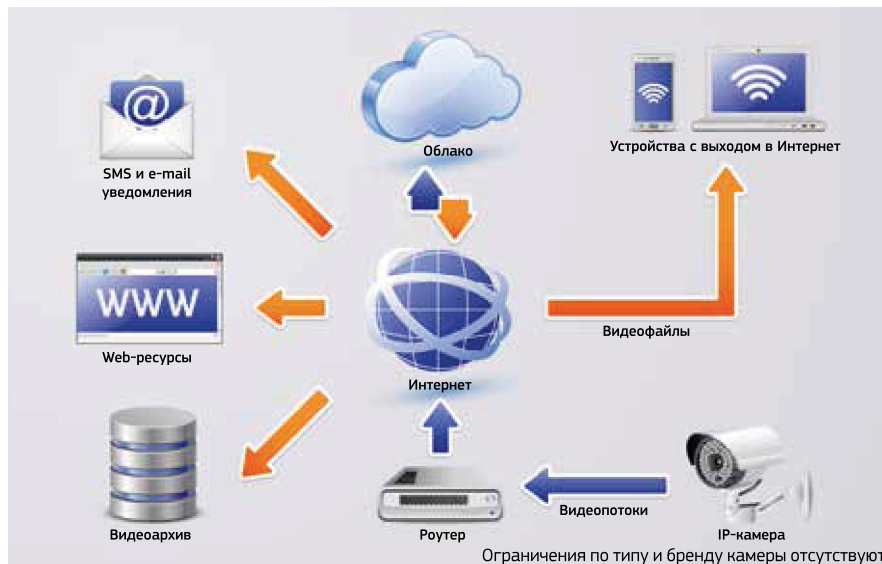 @
Облако
Устройства с выходом в Интернет
SMS и e-mail
уведомления
WWW
Видеофайлы
Web-ресурсы
Интернет
Видеопотоки
Видеоархив
Роутер
IP-камера
Ограничения по типу и бренду камеры отсутствуют